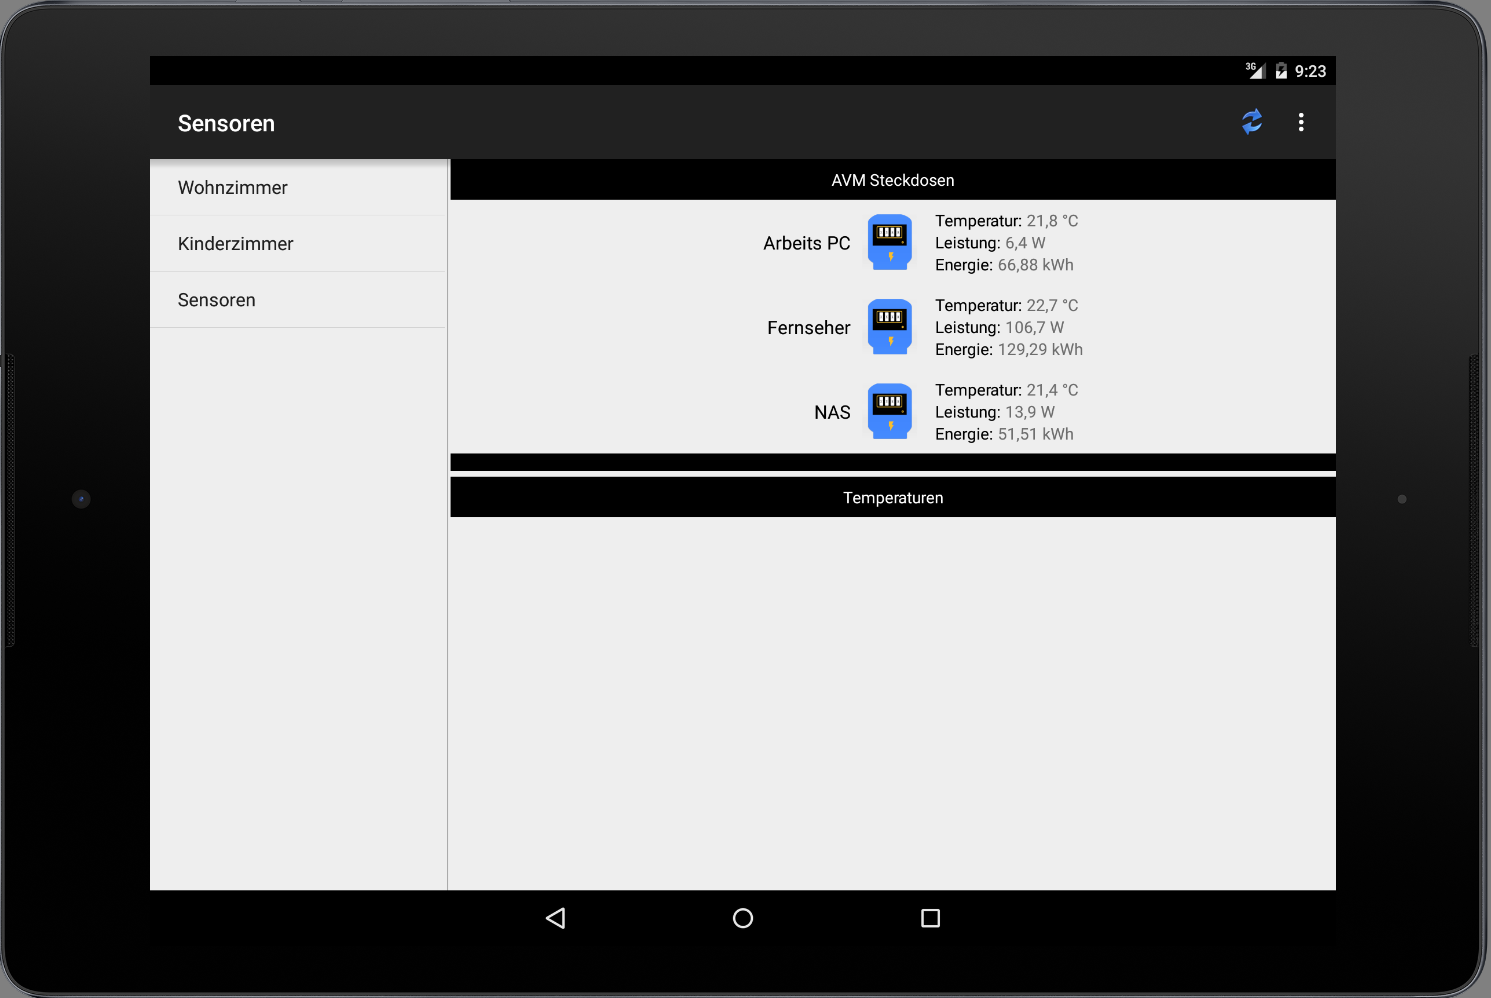 3G 9:23
Sensoren
Wohnzimmer
Kinderzimmer
Sensoren
AVM Steckdosen
Arbeits PC
Temperatur: 21,8 °C
Leistung: 6,4 W
Energie: 66,88 kWh
Fernseher
Temperatur: 22,7 °C
Leistung: 106,7 W
Energie: 129,29 kWh
NAS
Temperatur: 21,4 °C
Leistung: 13,9 W
Energie: 51,51 kWh
Temperaturen